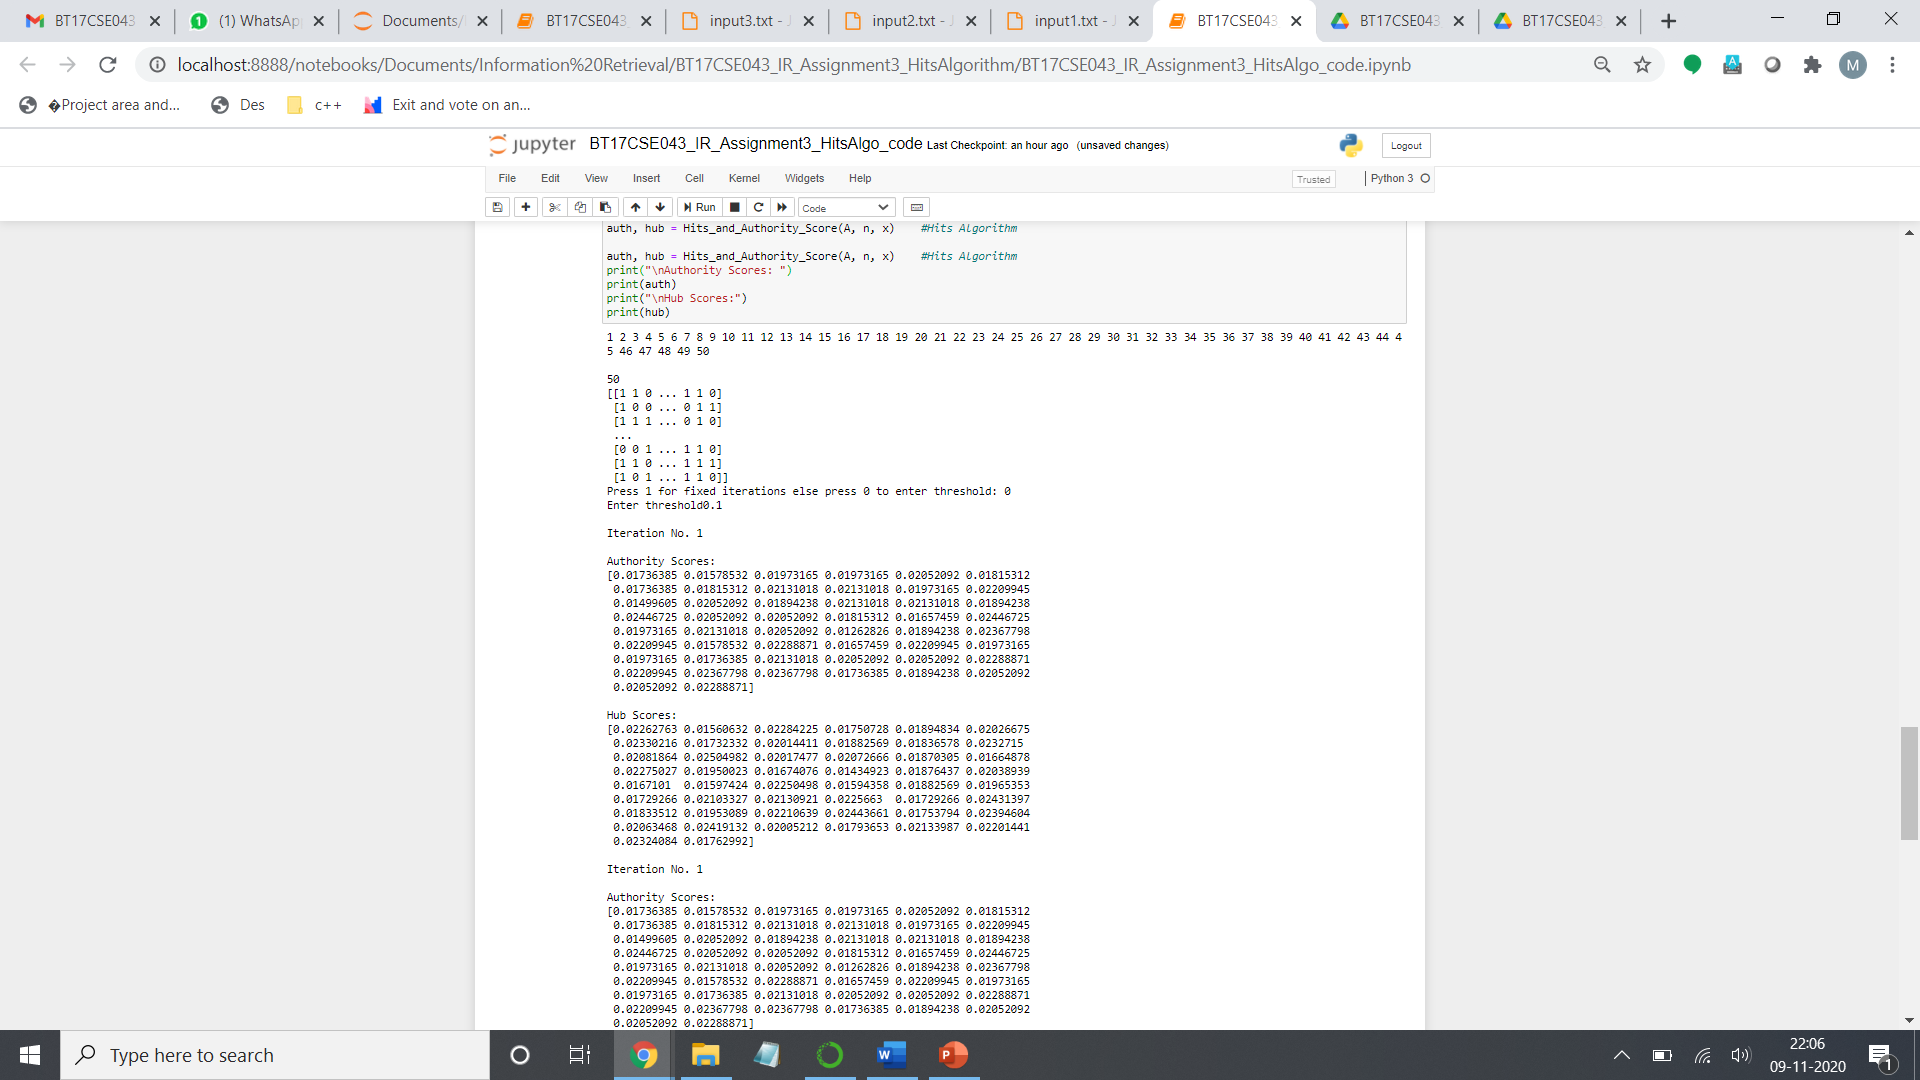 BT17CSE043
(1) WhatsAp
Documents/
BT17CSE043
input3.txt - J
input2.txt - J
input1.txt - J
BT17CSE043
BT17CSE043
BT17CSE043
localhost:8888/notebooks/Documents/Information%20Retrieval/BT17CSE043_IR_Assignment3_HitsAlgorithm/BT17CSE043_IR_Assignment3_HitsAlgo_code.ipynb
M
�Project area and...
Des
c++
Exit and vote on an...
jupyter BT17CSE043_IR_Assignment3_HitsAlgo_code Last Checkpoint: an hour ago (unsaved changes)
Logout
File Edit View Insert Cell Kernel Widgets Help
Trusted
Python 3
Run
Code
auth, hub = Hits_and_Authority_Score(A, n, x)    #Hits Algorithm
auth, hub = Hits_and_Authority_Score(A, n, x)    #Hits Algorithm
print("\nAuthority Scores: ")
print(auth)
print("\nHub Scores:")
print(hub)
1 2 3 4 5 6 7 8 9 10 11 12 13 14 15 16 17 18 19 20 21 22 23 24 25 26 27 28 29 30 31 32 33 34 35 36 37 38 39 40 41 42 43 44 4
5 46 47 48 49 50
50
[[1 1 0 ... 1 1 0]
[1 0 0 ... 0 1 1]
[1 1 1 ... 0 1 0]
...
[0 0 1 ... 1 1 0]
[1 1 0 ... 1 1 1]
[1 0 1 ... 1 1 0]]
Press 1 for fixed iterations else press 0 to enter threshold: 0
Enter threshold0.1
Iteration No. 1
Authority Scores:
[0.01736385 0.01578532 0.01973165 0.01973165 0.02052092 0.01815312
0.01736385 0.01815312 0.02131018 0.02131018 0.01973165 0.02209945
0.01499605 0.02052092 0.01894238 0.02131018 0.02131018 0.01894238
0.02446725 0.02052092 0.02052092 0.01815312 0.01657459 0.02446725
0.01973165 0.02131018 0.02052092 0.01262826 0.01894238 0.02367798
0.02209945 0.01578532 0.02288871 0.01657459 0.02209945 0.01973165
0.01973165 0.01736385 0.02131018 0.02052092 0.02052092 0.02288871
0.02209945 0.02367798 0.02367798 0.01736385 0.01894238 0.02052092
0.02052092 0.02288871]
Hub Scores:
[0.02262763 0.01560632 0.02284225 0.01750728 0.01894834 0.02026675
0.02330216 0.01732332 0.02014411 0.01882569 0.01836578 0.0232715
0.02081864 0.02504982 0.02017477 0.02072666 0.01870305 0.01664878
0.02275027 0.01950023 0.01674076 0.01434923 0.01876437 0.02038939
0.0167101  0.01597424 0.02250498 0.01594358 0.01882569 0.01965353
0.01729266 0.02103327 0.02130921 0.0225663  0.01729266 0.02431397
0.01833512 0.01953089 0.02210639 0.02443661 0.01753794 0.02394604
0.02063468 0.02419132 0.02005212 0.01793653 0.02133987 0.02201441
0.02324084 0.01762992]
Iteration No. 1
Authority Scores:
[0.01736385 0.01578532 0.01973165 0.01973165 0.02052092 0.01815312
0.01736385 0.01815312 0.02131018 0.02131018 0.01973165 0.02209945
0.01499605 0.02052092 0.01894238 0.02131018 0.02131018 0.01894238
0.02446725 0.02052092 0.02052092 0.01815312 0.01657459 0.02446725
0.01973165 0.02131018 0.02052092 0.01262826 0.01894238 0.02367798
0.02209945 0.01578532 0.02288871 0.01657459 0.02209945 0.01973165
0.01973165 0.01736385 0.02131018 0.02052092 0.02052092 0.02288871
0.02209945 0.02367798 0.02367798 0.01736385 0.01894238 0.02052092
0.02052092 0.02288871]
Type here to search
22:06
09-11-2020
1